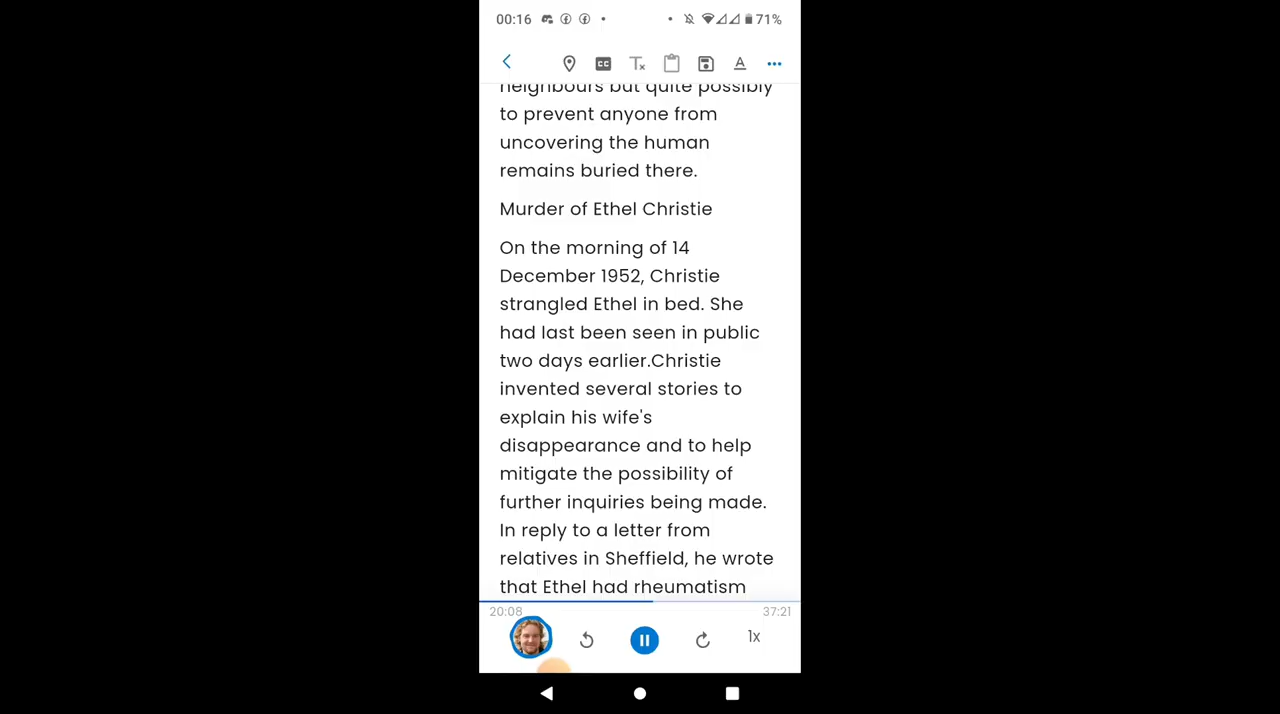 00:16
71%
CC
neighbours but quite possibly
to prevent anyone from
uncovering the human
remains buried there.
Murder of Ethel Christie
On the morning of 14
December 1952, Christie
strangled Ethel in bed. She
had last been seen in public
two days earlier.Christie
invented several stories to
explain his wife's
disappearance and to help
mitigate the possibility of
further inquiries being made.
In reply to a letter from
relatives in Sheffield, he wrote
that Ethel had rheumatism
20:08
37:21
1x